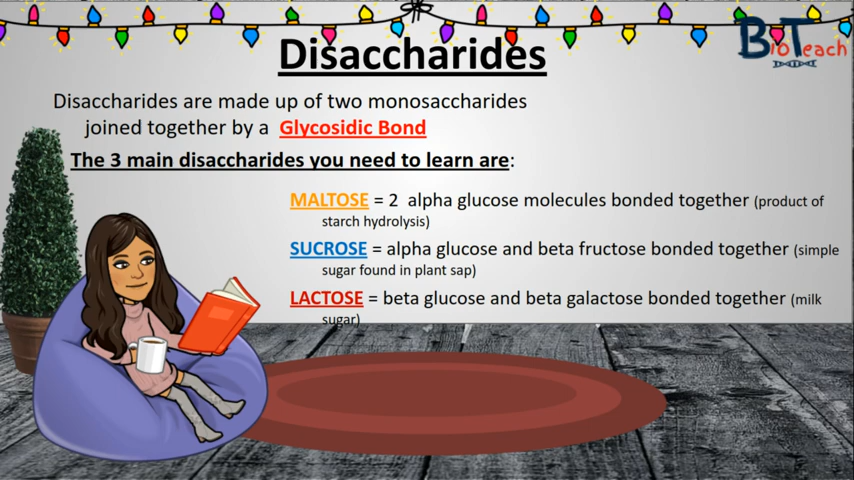 Disaccharides
BioTeach
Disaccharides are made up of two monosaccharides
joined together by a Glycosidic Bond
The 3 main disaccharides you need to learn are:
MALTOSE = 2 alpha glucose molecules bonded together (product of
starch hydrolysis)
SUCROSE = alpha glucose and beta fructose bonded together (simple
sugar found in plant sap)
LACTOSE = beta glucose and beta galactose bonded together (milk
sugar)